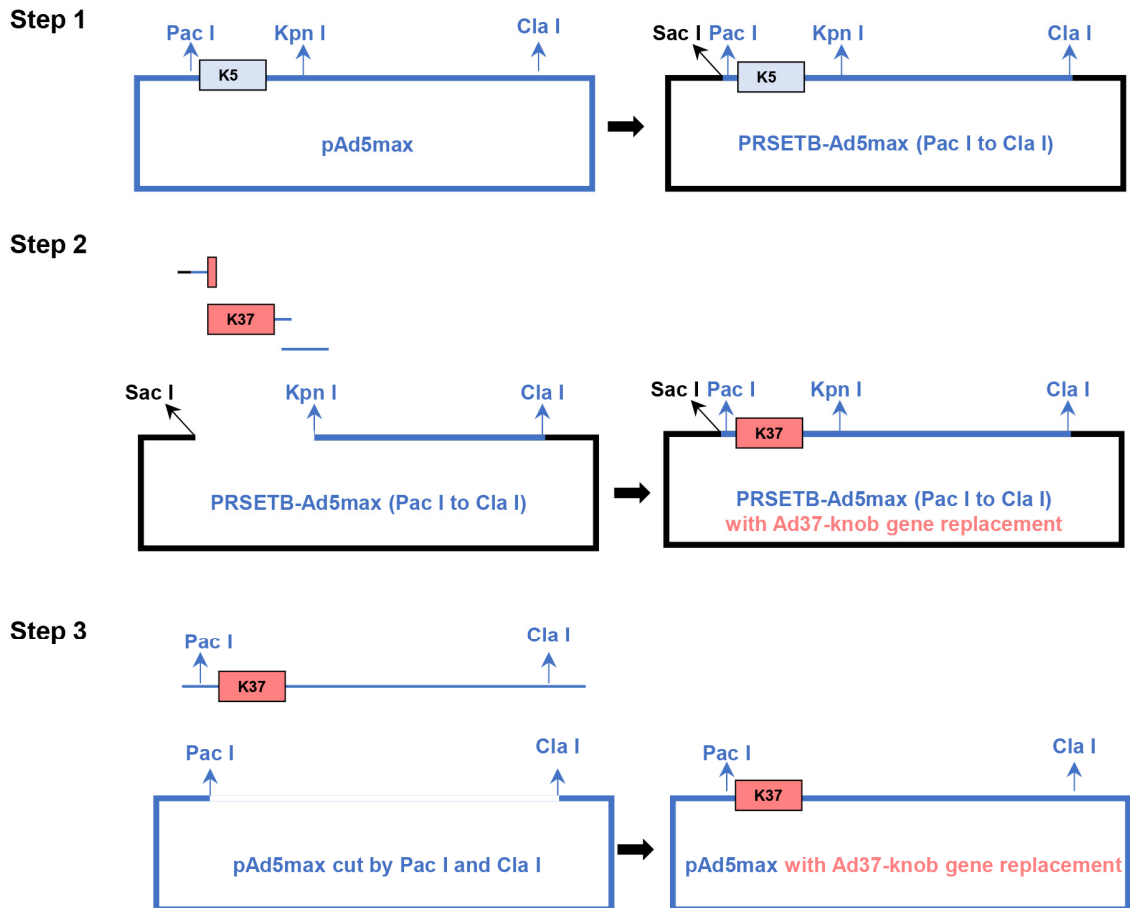 Step 1
Pac I
Kpn I
Cla I
K5
pAd5max
Sac I
Pac I
Kpn I
Cla I
K5
PRSETB-Ad5max (Pac I to Cla I)
Step 2
K37
Sac I
Kpn I
Cla I
PRSETB-Ad5max (Pac I to Cla I)
Sac I
Pac I
Kpn I
Cla I
K37
PRSETB-Ad5max (Pac I to Cla I)
with Ad37-knob gene replacement
Step 3
Pac I
Cla I
K37
Pac I
Cla I
pAd5max cut by Pac I and Cla I
Pac I
Cla I
K37
pAd5max with Ad37-knob gene replacement